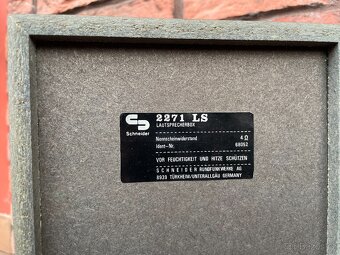 2271 LS
LAUTSPRECHERBOX
Schneider
Nennscheinwiderstand 4 Ω
Ident-Nr. 68052
VOR FEUCHTIGKEIT UND HITZE SCHÜTZEN
SCHNEIDER RUNDFUNKWERKE AG
8939 TÜRKHEIM/UNTERALLGÄU GERMANY